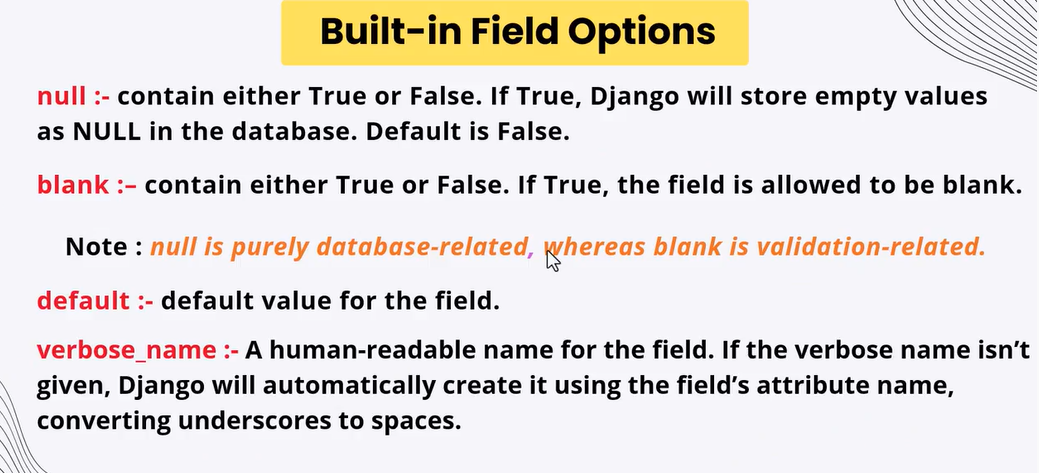 Built-in Field Options
null :- contain either True or False. If True, Django will store empty values
as NULL in the database. Default is False.
blank :– contain either True or False. If True, the field is allowed to be blank.
Note : null is purely database-related, whereas blank is validation-related.
default :- default value for the field.
verbose_name :- A human-readable name for the field. If the verbose name isn’t
given, Django will automatically create it using the field’s attribute name,
converting underscores to spaces.